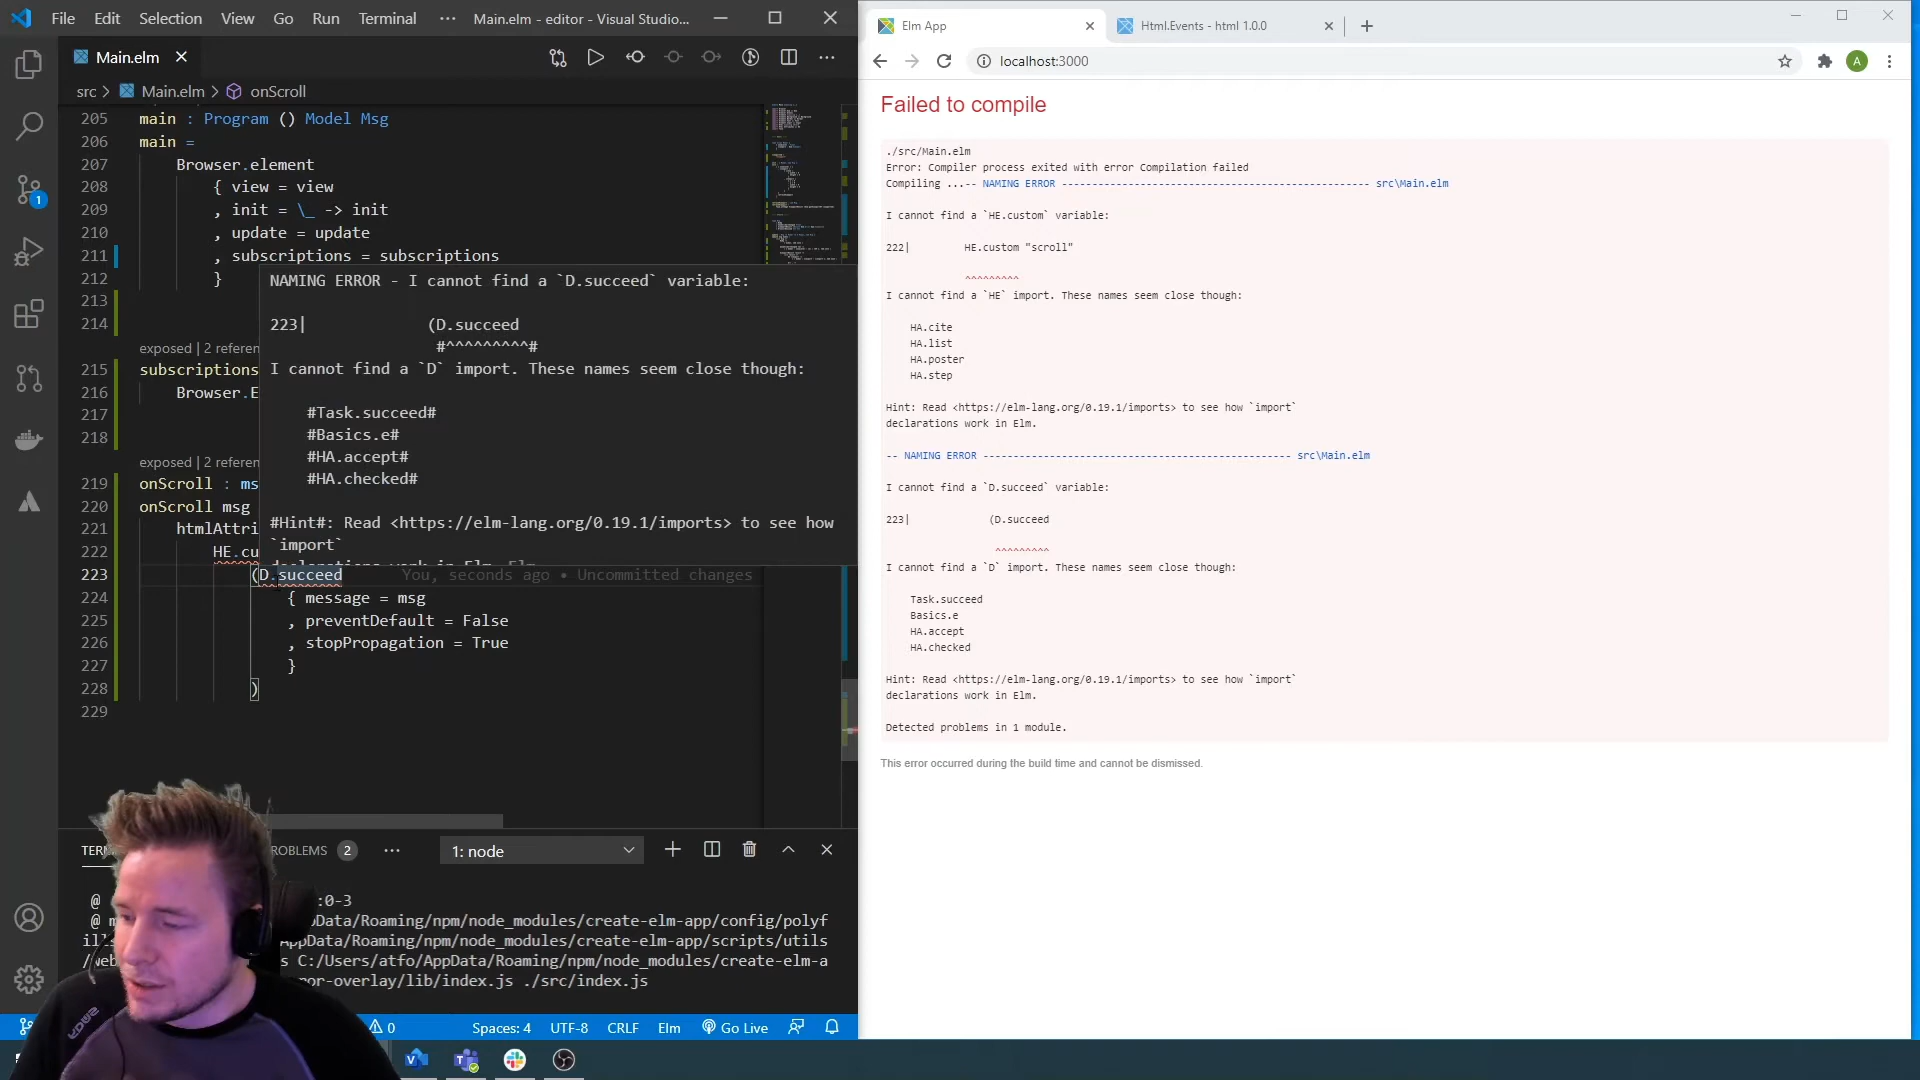 File Edit Selection View Go Run Terminal ··· Main.elm - editor - Visual Studio...
Main.elm
src > Main.elm > onScroll
205 main : Program () Model Msg
206 main =
207 Browser.element
208 { view = view
209 , init = \_ -> init
210 , update = update
211 , subscriptions = subscriptions
212 }
213
214
exposed | 2 referen
215 subscriptions
216 Browser.E
217
218
exposed | 2 referen
219 onScroll : ms
220 onScroll msg
221 htmlAttri
222 HE.cu
223 (D.succeed You, seconds ago • Uncommitted changes
224 { message = msg
225 , preventDefault = False
226 , stopPropagation = True
227 }
228 )
229
NAMING ERROR - I cannot find a `D.succeed` variable:
223| (D.succeed
#^^^^^^^^^#
I cannot find a `D` import. These names seem close though:
#Task.succeed#
#Basics.e#
#HA.accept#
#HA.checked#
#Hint#: Read <https://elm-lang.org/0.19.1/imports> to see how
`import`
1
TER ROBLEMS 2 ··· 1: node
@ :0-3
@ m ppData/Roaming/npm/node_modules/create-elm-app/config/polyf
ills AppData/Roaming/npm/node_modules/create-elm-app/scripts/utils
/web s C:/Users/atfo/AppData/Roaming/npm/node_modules/create-elm-a
ror-overlay/lib/index.js ./src/index.js
0 Spaces: 4 UTF-8 CRLF Elm Go Live
Elm App
Html.Events - html 1.0.0
localhost:3000
A
Failed to compile
./src/Main.elm
Error: Compiler process exited with error Compilation failed
Compiling ...-- NAMING ERROR --------------------------------------------------- src\Main.elm
I cannot find a `HE.custom` variable:
222| HE.custom "scroll"
^^^^^^^^^
I cannot find a `HE` import. These names seem close though:
HA.cite
HA.list
HA.poster
HA.step
Hint: Read <https://elm-lang.org/0.19.1/imports> to see how `import`
declarations work in Elm.
-- NAMING ERROR --------------------------------------------------- src\Main.elm
I cannot find a `D.succeed` variable:
223| (D.succeed
^^^^^^^^^
I cannot find a `D` import. These names seem close though:
Task.succeed
Basics.e
HA.accept
HA.checked
Hint: Read <https://elm-lang.org/0.19.1/imports> to see how `import`
declarations work in Elm.
Detected problems in 1 module.
This error occurred during the build time and cannot be dismissed.